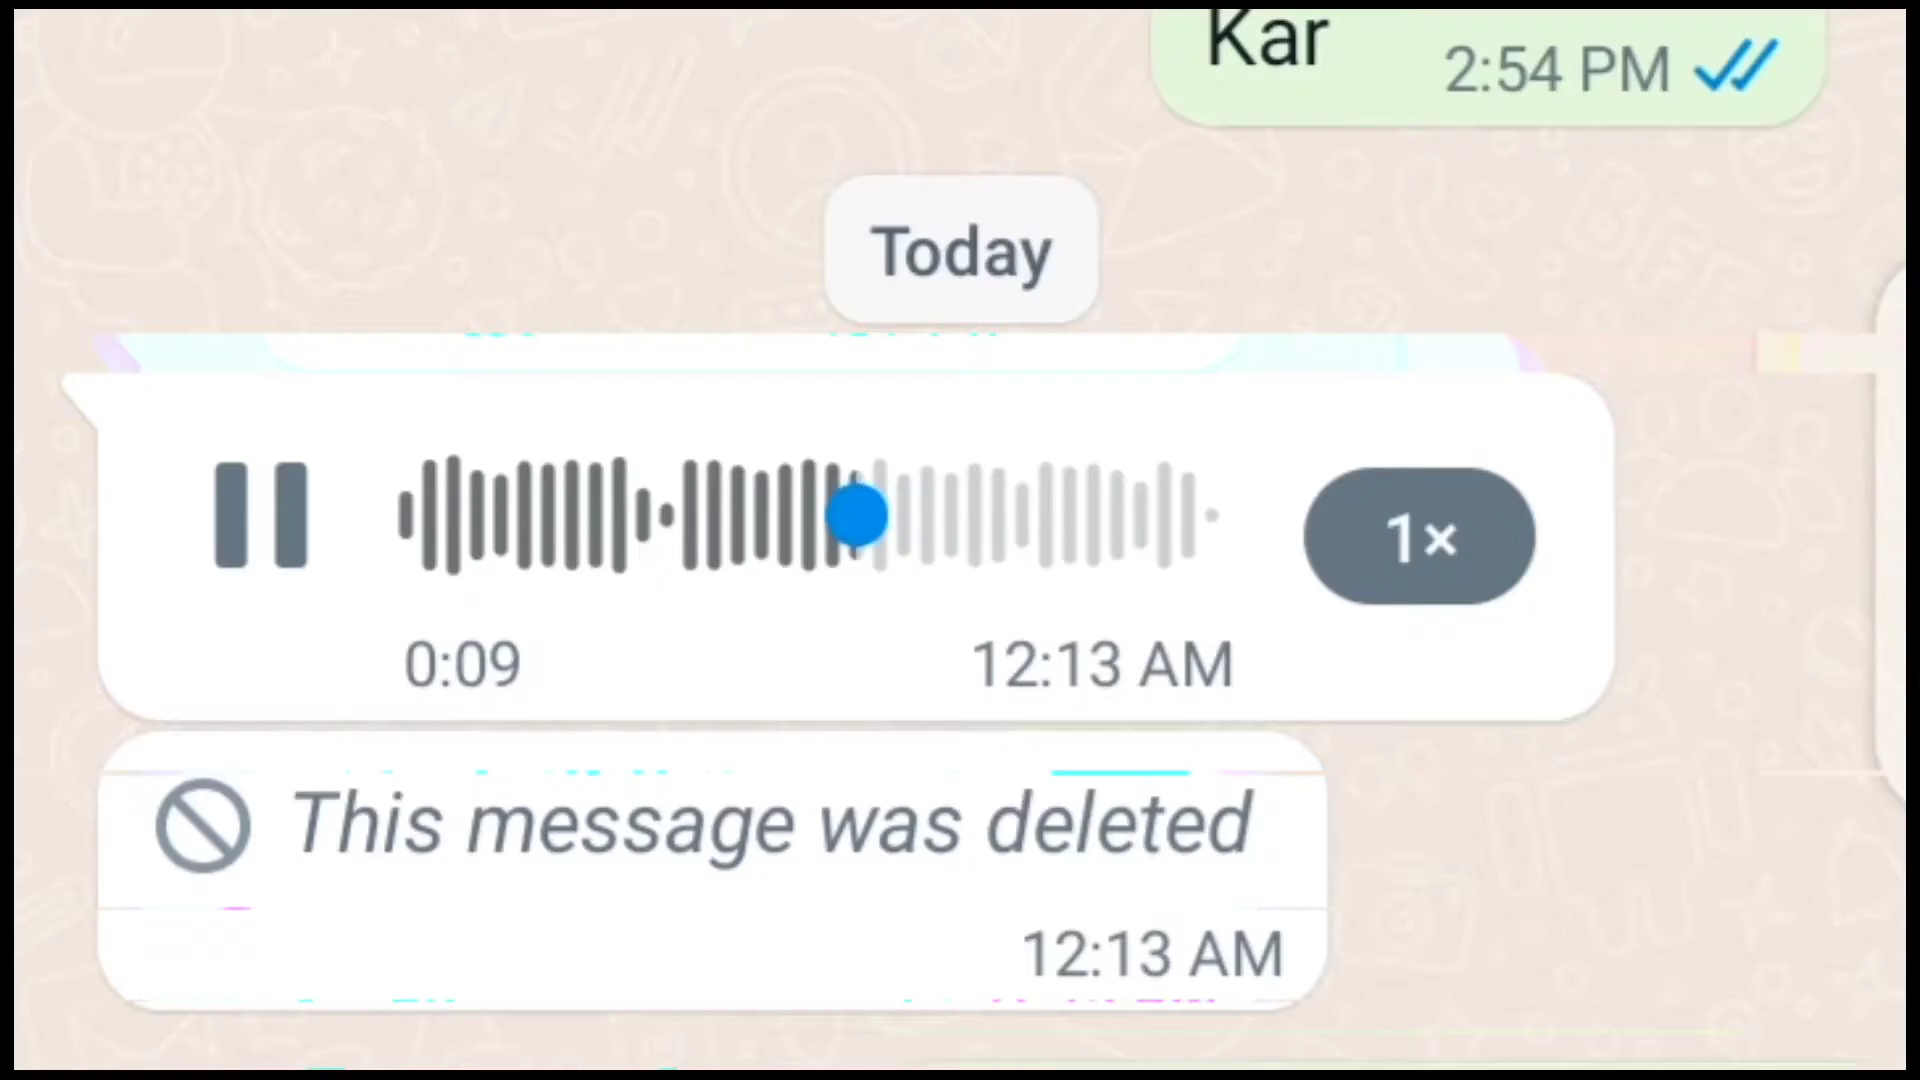 Kar
2:54 PM
Today
1×
0:09
12:13 AM
This message was deleted
12:13 AM